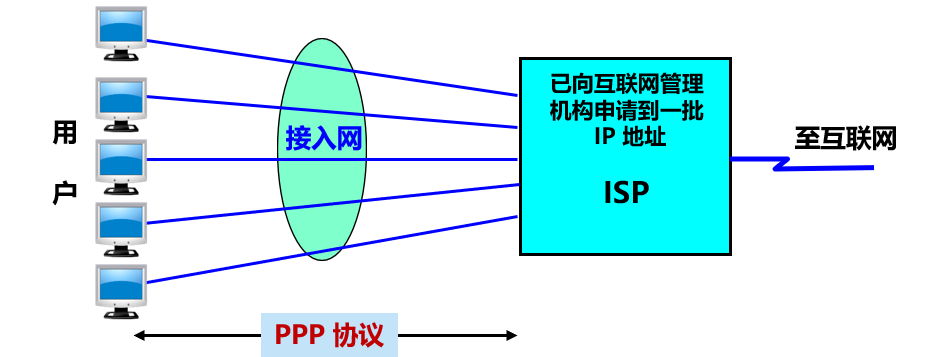 用
户
接入网
已向互联网管理
机构申请到一批
IP 地址
ISP
至互联网
PPP 协议